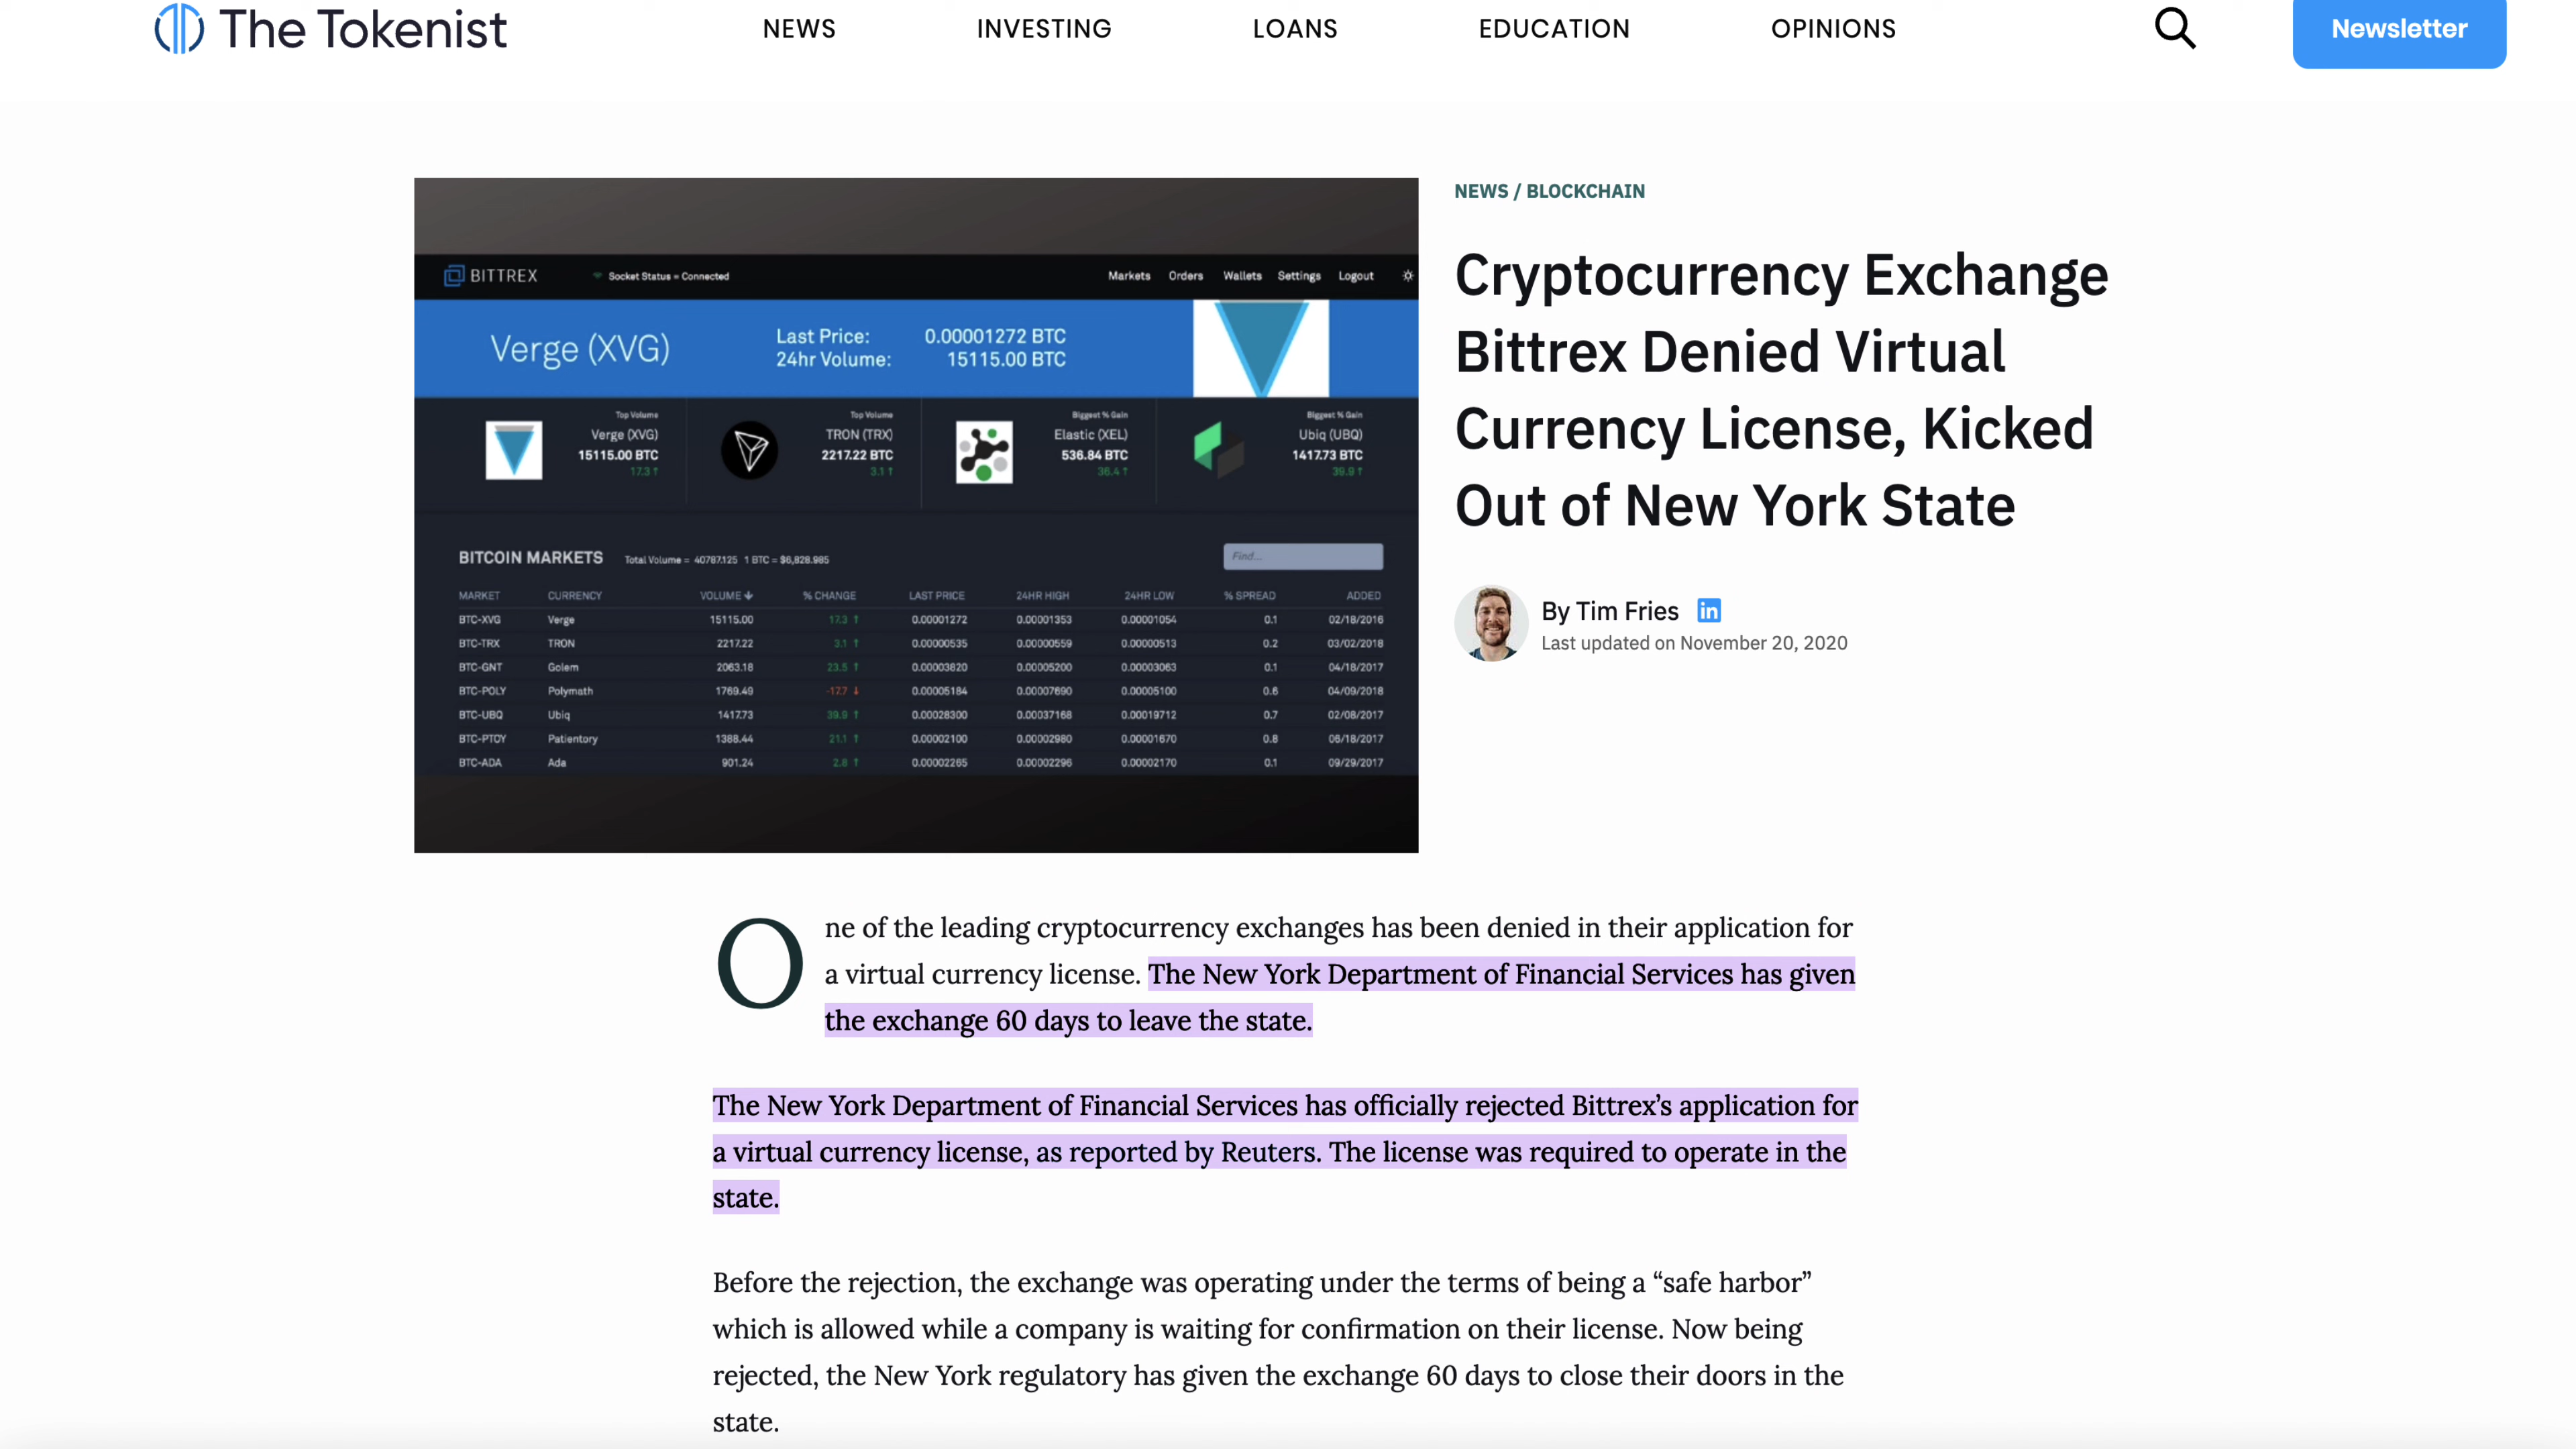 The Tokenist
NEWS
INVESTING
LOANS
EDUCATION
OPINIONS
Newsletter
BITTREX
Socket Status = Connected
Markets
Orders
Wallets
Settings
Logout
Verge (XVG)
Last Price: 0.00001272 BTC
24hr Volume: 15115.00 BTC
Top Volume
Verge (XVG)
15115.00 BTC
17.3 ↑
Top Volume
TRON (TRX)
2217.22 BTC
3.1 ↑
Biggest % Gain
Elastic (XEL)
536.84 BTC
36.4 ↑
Biggest % Gain
Ubiq (UBQ)
1417.73 BTC
39.9 ↑
BITCOIN MARKETS Total Volume = 40787.125 1 BTC = $6,828.985
Find...
MARKET CURRENCY VOLUME ↓ % CHANGE LAST PRICE 24HR HIGH 24HR LOW % SPREAD ADDED
BTC-XVG Verge 15115.00 17.3 ↑ 0.00001272 0.00001353 0.00001054 0.1 02/18/2016
BTC-TRX TRON 2217.22 3.1 ↑ 0.00000535 0.00000559 0.00000513 0.2 03/02/2018
BTC-GNT Golem 2063.18 23.5 ↑ 0.00003820 0.00005200 0.00003063 0.1 04/18/2017
BTC-POLY Polymath 1769.49 -17.7 ↓ 0.00005184 0.00007690 0.00005100 0.6 04/09/2018
BTC-UBQ Ubiq 1417.73 39.9 ↑ 0.00028300 0.00037168 0.00019712 0.7 02/08/2017
BTC-PTOY Patientory 1388.44 21.1 ↑ 0.00002100 0.00002980 0.00001670 0.8 06/18/2017
BTC-ADA Ada 901.24 2.8 ↑ 0.00002265 0.00002296 0.00002170 0.1 09/29/2017
NEWS / BLOCKCHAIN
Cryptocurrency Exchange
Bittrex Denied Virtual
Currency License, Kicked
Out of New York State
By Tim Fries in
Last updated on November 20, 2020
One of the leading cryptocurrency exchanges has been denied in their application for
a virtual currency license. The New York Department of Financial Services has given
the exchange 60 days to leave the state.
The New York Department of Financial Services has officially rejected Bittrex’s application for
a virtual currency license, as reported by Reuters. The license was required to operate in the
state.
Before the rejection, the exchange was operating under the terms of being a “safe harbor”
which is allowed while a company is waiting for confirmation on their license. Now being
rejected, the New York regulatory has given the exchange 60 days to close their doors in the
state.